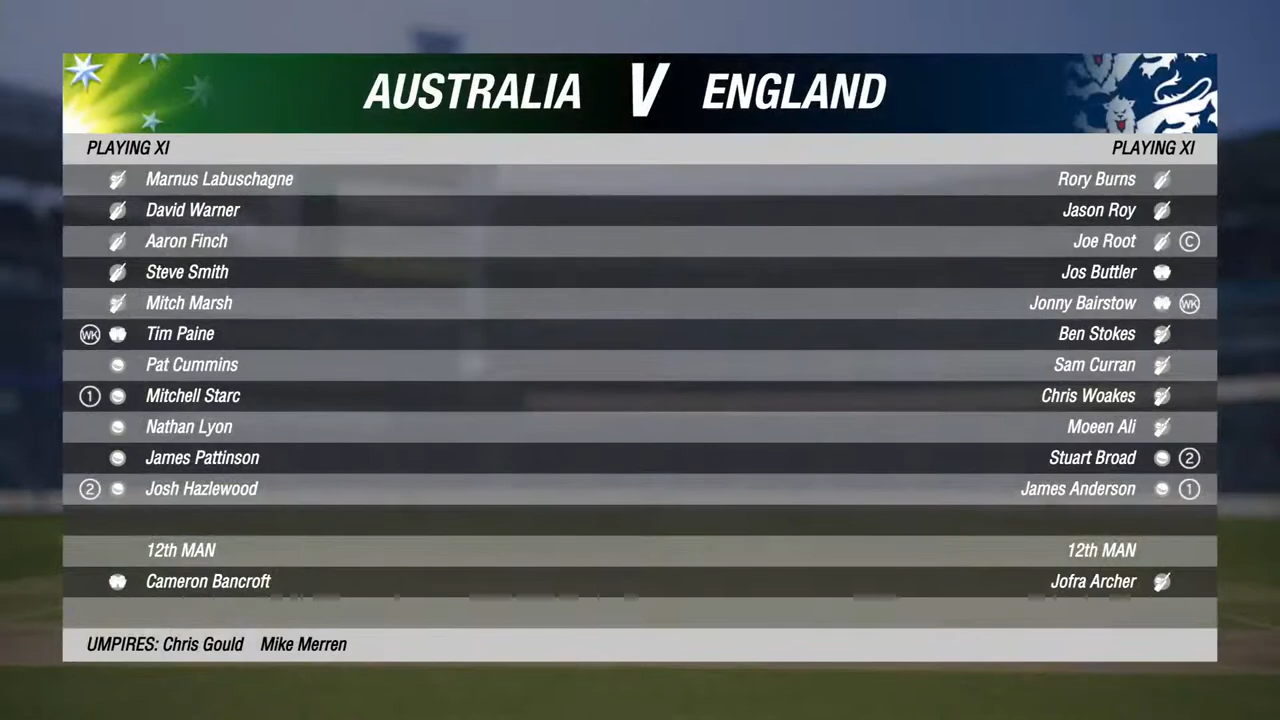 AUSTRALIA V ENGLAND
PLAYING XI PLAYING XI
Marnus Labuschagne Rory Burns
David Warner Jason Roy
Aaron Finch Joe Root C
Steve Smith Jos Buttler
Mitch Marsh Jonny Bairstow WK
WK Tim Paine Ben Stokes
Pat Cummins Sam Curran
1 Mitchell Starc Chris Woakes
Nathan Lyon Moeen Ali
James Pattinson Stuart Broad 2
2 Josh Hazlewood James Anderson 1
12th MAN 12th MAN
Cameron Bancroft Jofra Archer
UMPIRES: Chris Gould Mike Merren